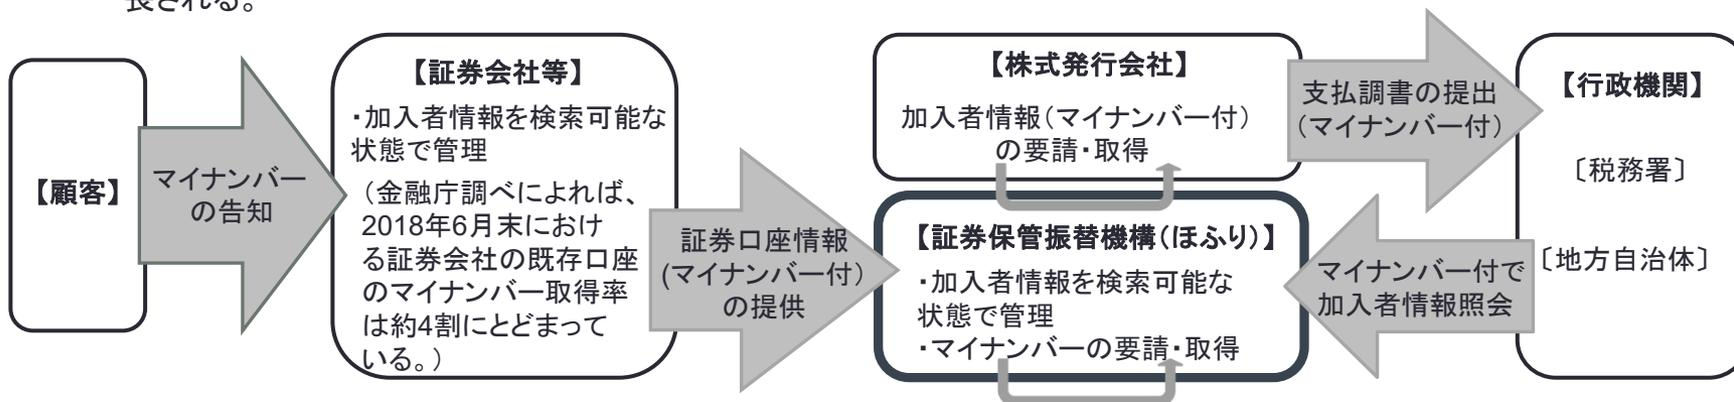 長される。
【顧客】
マイナンバー
の告知
【証券会社等】
・加入者情報を検索可能な
状態で管理
（金融庁調べによれば、
2018年6月末におけ
る証券会社の既存口座
のマイナンバー取得率
は約4割にとどまって
いる。）
証券口座情報
(マイナンバー付)
の提供
【株式発行会社】
加入者情報（マイナンバー付）
の要請・取得
【証券保管振替機構（ほふり）】
・加入者情報を検索可能な
状態で管理
・マイナンバーの要請・取得
支払調書の提出
（マイナンバー付）
マイナンバー付で
加入者情報照会
【行政機関】
〔税務署〕
〔地方自治体〕